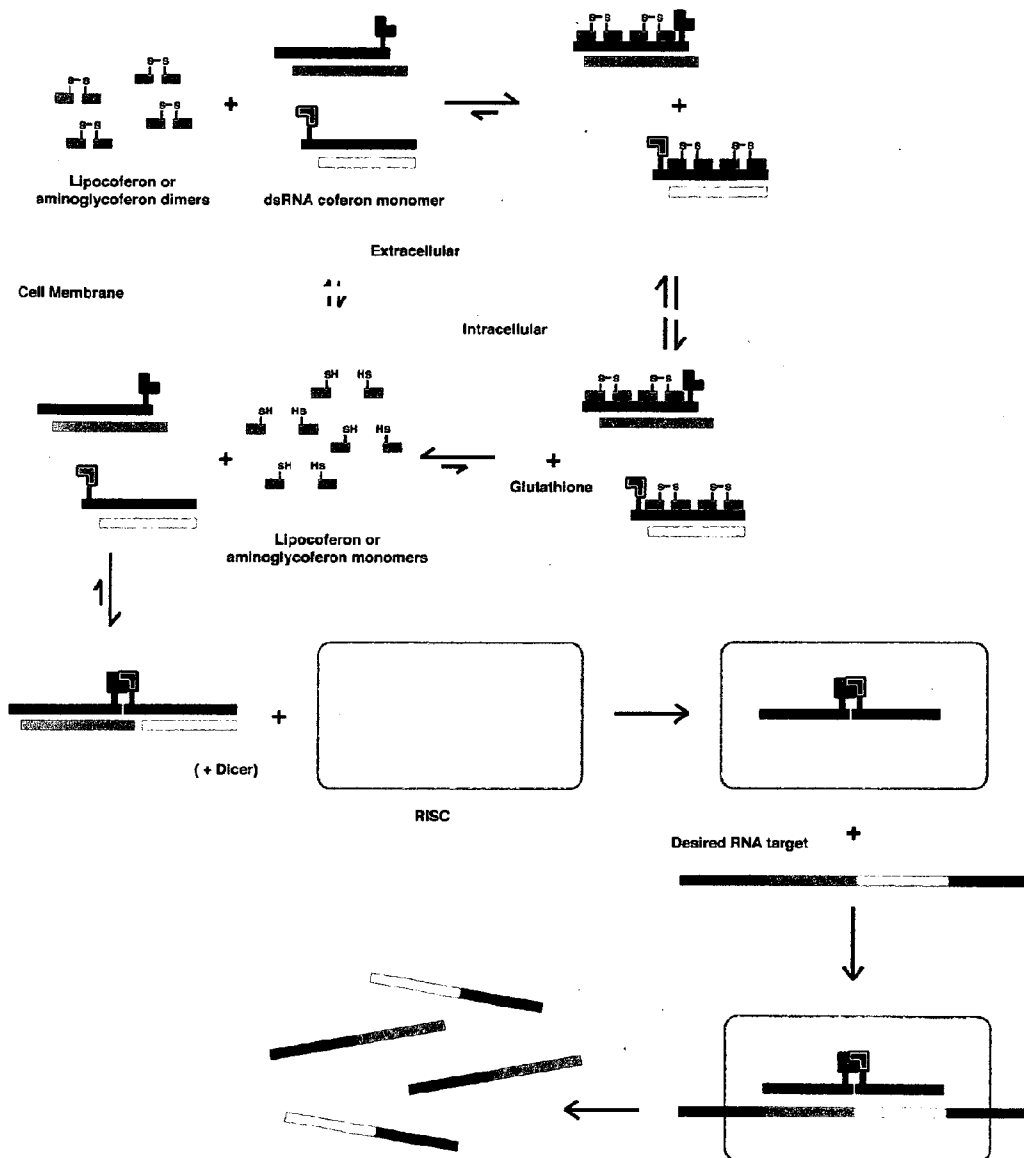 S-S S-S
S-S
S-S
S-S
S-S
+
+
Lipocoferon or
aminoglycoferon dimers
dsRNA coferon monomer
S-S S-S
Extracellular
Cell Membrane
Intracellular
SH HS
S-S S-S
SH HS
SH HS
+
+
SH HS
Glutathione
S-S S-S
Lipocoferon or
aminoglycoferon monomers
+
( + Dicer)
RISC
+
Desired RNA target